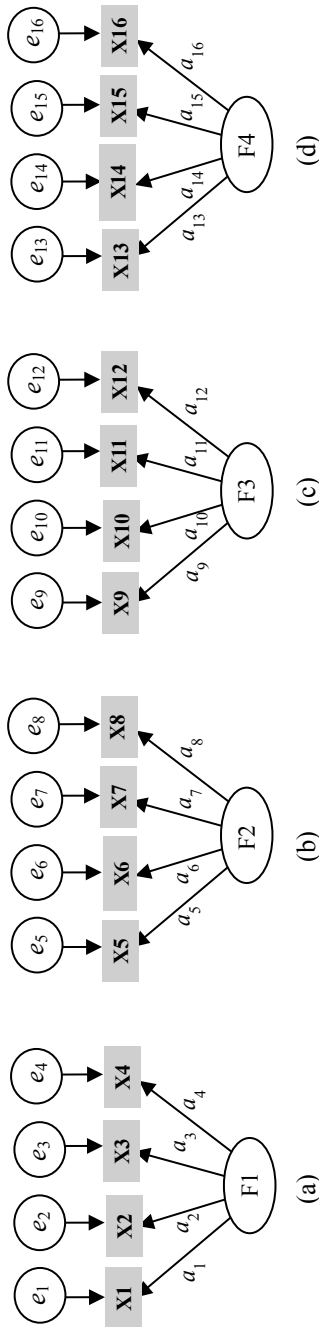 e1 e2 e3 e4
X1 X2 X3 X4
a1 a2 a3 a4
F1
(a)
e5 e6 e7 e8
X5 X6 X7 X8
a5 a6 a7 a8
F2
(b)
e9 e10 e11 e12
X9 X10 X11 X12
a9 a10 a11 a12
F3
(c)
e13 e14 e15 e16
X13 X14 X15 X16
a13 a14 a15 a16
F4
(d)